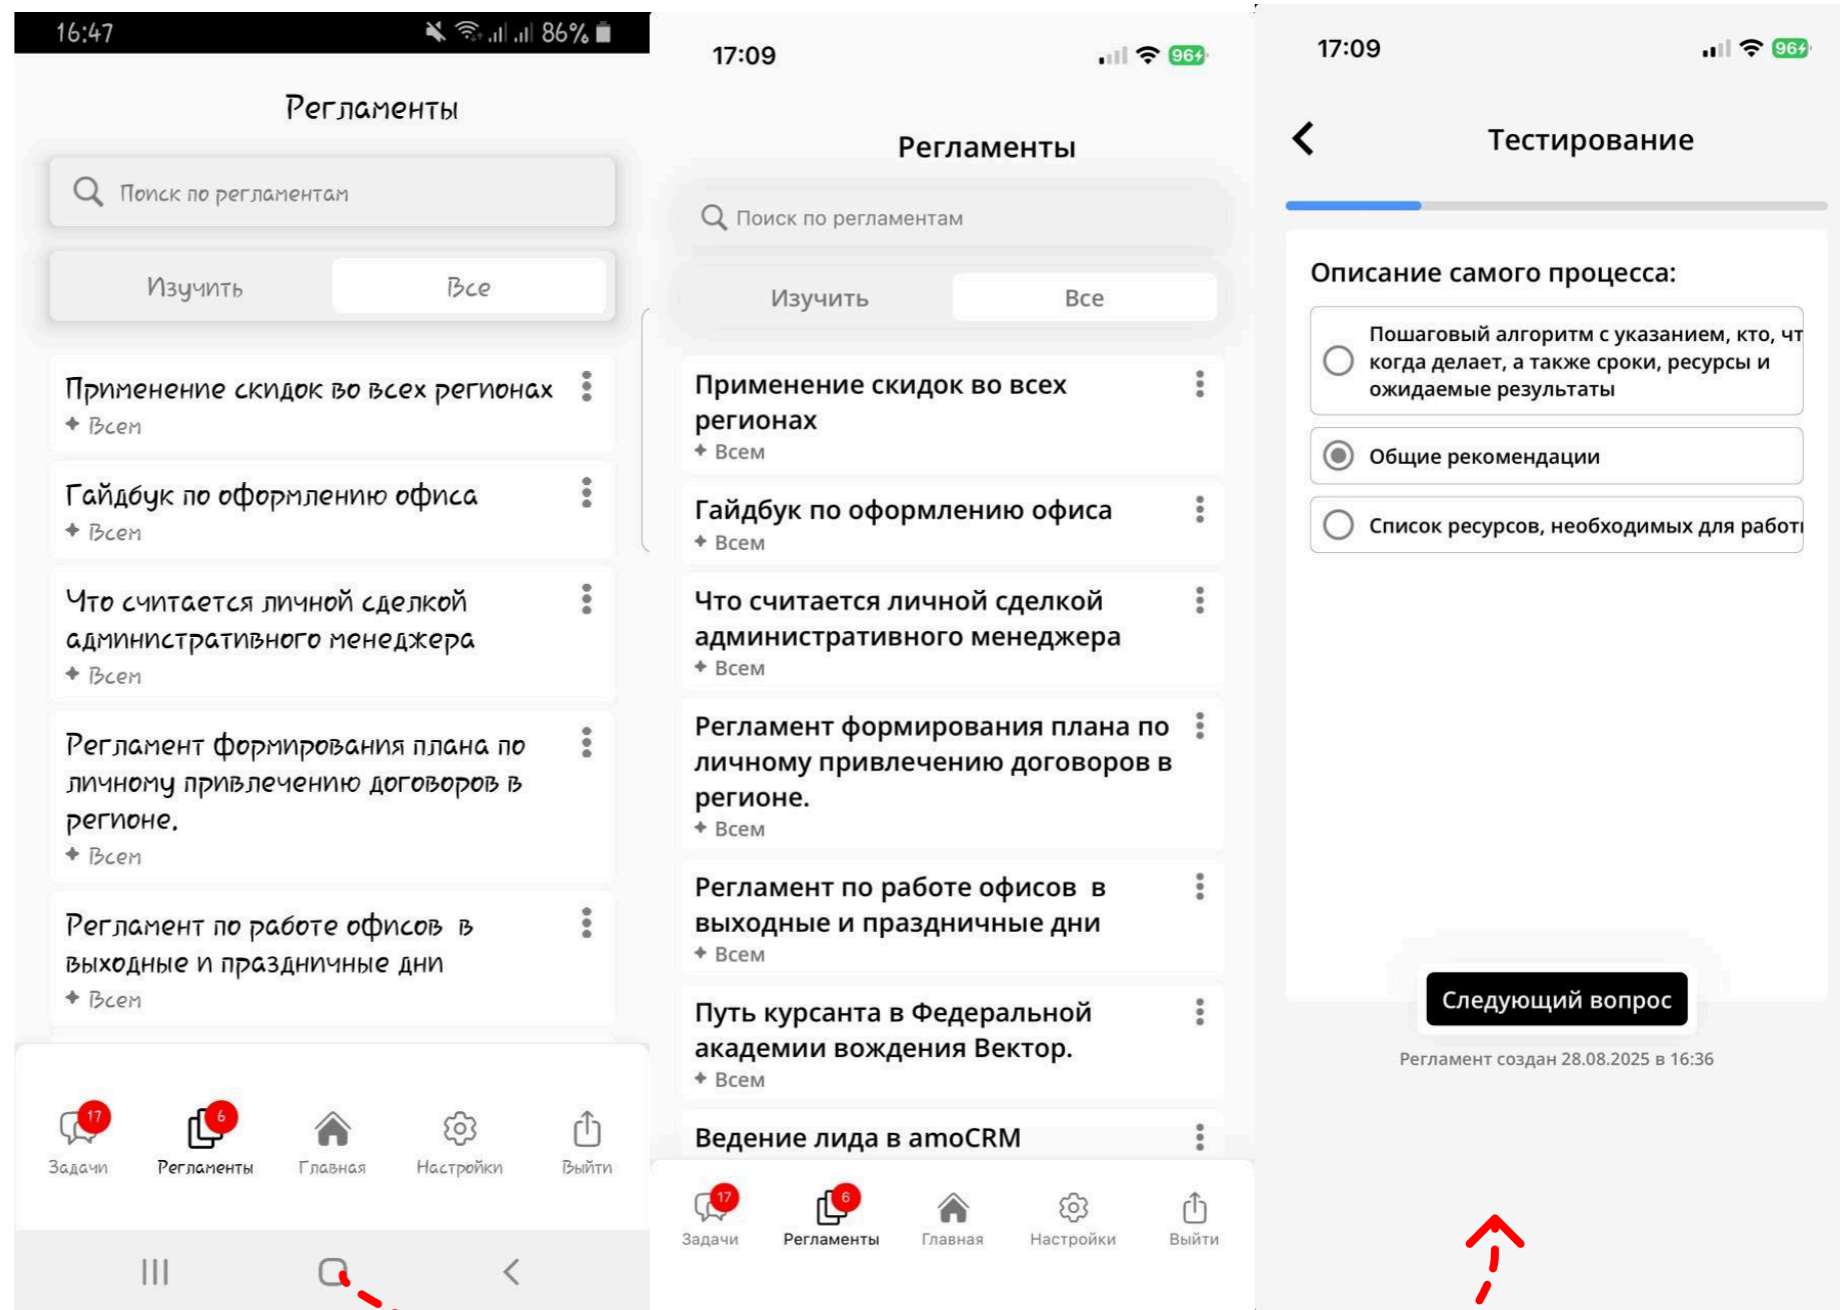 16:47
86%
Регламенты
Поиск по регламентам
Изучить
Все
Применение скидок во всех регионах
Всем
Гайдбук по оформлению офиса
Всем
Что считается личной сделкой
административного менеджера
Всем
Регламент формирования плана по
личному привлечению договоров в
регионе.
Всем
Регламент по работе офисов в
выходные и праздничные дни
Всем
17
6
Задачи
Регламенты
Главная
Настройки
Выйти
17:09
96
Регламенты
Поиск по регламентам
Изучить
Все
Применение скидок во всех
регионах
Всем
Гайдбук по оформлению офиса
Всем
Что считается личной сделкой
административного менеджера
Всем
Регламент формирования плана по
личному привлечению договоров в
регионе.
Всем
Регламент по работе офисов в
выходные и праздничные дни
Всем
Путь курсанта в Федеральной
академии вождения Вектор.
Всем
Ведение лида в amoCRM
17
6
Задачи
Регламенты
Главная
Настройки
Выйти
17:09
96
Тестирование
Описание самого процесса:
Пошаговый алгоритм с указанием, кто, чт
когда делает, а также сроки, ресурсы и
ожидаемые результаты
Общие рекомендации
Список ресурсов, необходимых для работ
Следующий вопрос
Регламент создан 28.08.2025 в 16:36